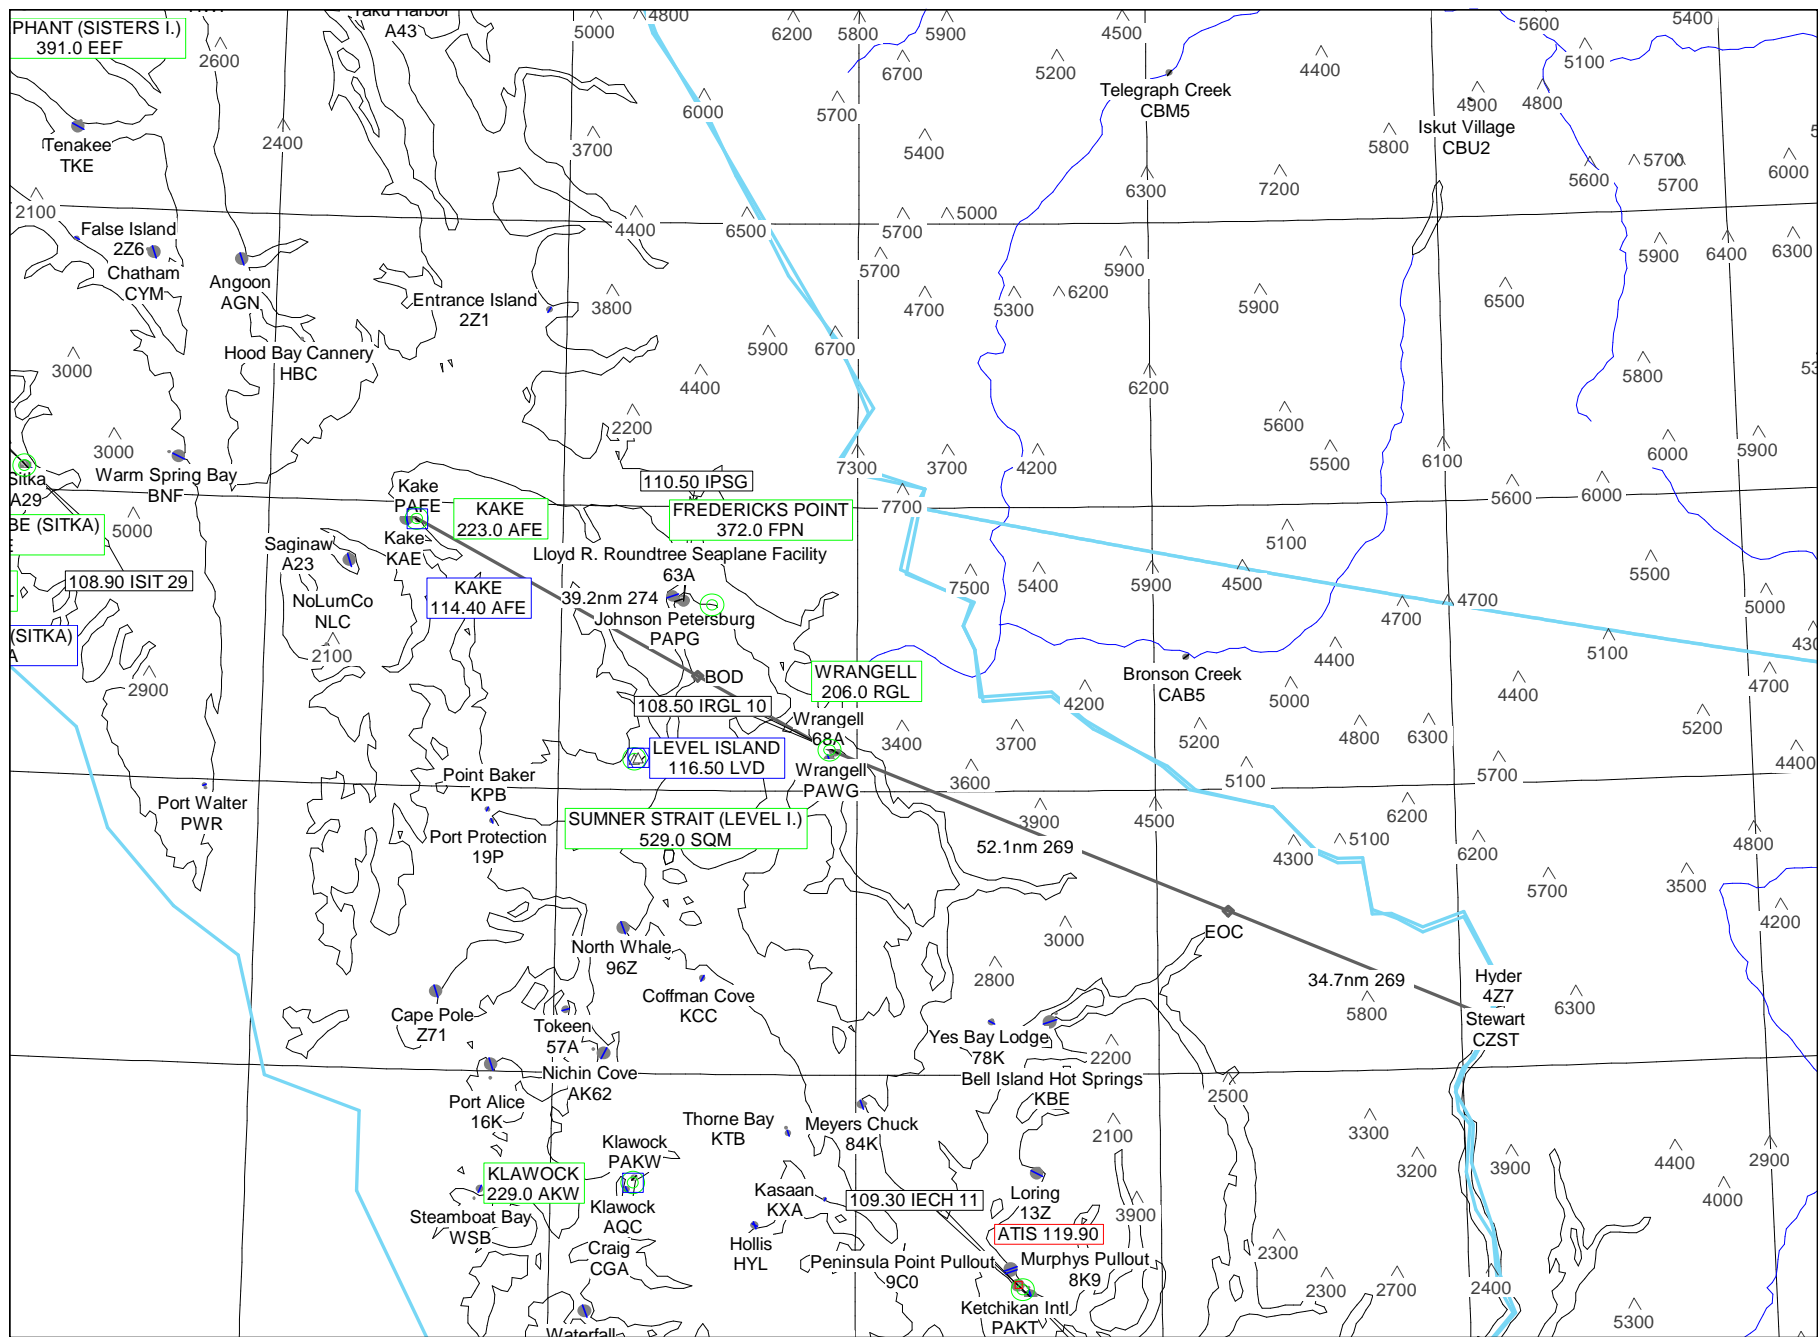 Taku Harbor
A43
PHANT (SISTERS I.)
391.0 EEF
4800
5000
6200
5800
5900
4500
5600
5400
2600
6700
5200
4400
5100
6000
5700
Telegraph Creek
CBM5
4900
4800
Iskut Village
CBU2
Tenakee
TKE
2400
3700
5400
5800
5700
5700
5600
6000
2100
6300
7200
False Island
2Z6
Chatham
CYM
4400
6500
5700
5000
Angoon
AGN
5700
5900
5900
6400
6300
Entrance Island
2Z1
3800
4700
5300
6200
5900
6500
Hood Bay Cannery
HBC
5900
6700
3000
4400
6200
5800
2200
5600
3000
7300
3700
4200
5500
6100
6000
5900
Sitka
A29
Warm Spring Bay
BNF
Kake
PAFE
110.50 IPSG
5600
6000
5000
KAKE
223.0 AFE
FREDERICKS POINT
372.0 FPN
7700
BE (SITKA)
Saginaw
A23
Kake
KAE
Lloyd R. Roundtree Seaplane Facility
63A
5100
108.90 ISIT 29
KAKE
114.40 AFE
39.2nm 274
7500
5400
5900
4500
5500
NoLumCo
NLC
Johnson Petersburg
PAPG
4700
4700
5000
(SITKA)
A
2100
2900
BOD
WRANGELL
206.0 RGL
Bronson Creek
CAB5
4400
5100
4700
108.50 IRGL 10
Wrangell
68A
4200
5000
4400
LEVEL ISLAND
116.50 LVD
3400
3700
5200
4800
6300
5200
Point Baker
KPB
Wrangell
PAWG
3600
5100
5700
4400
Port Walter
PWR
Port Protection
19P
SUMNER STRAIT (LEVEL I.)
529.0 SQM
3900
4500
6200
52.1nm 269
4300
5100
6200
4800
5700
3500
4200
North Whale
96Z
3000
EOC
2800
34.7nm 269
Hyder
4Z7
Coffman Cove
KCC
Cape Pole
Z71
Tokeen
57A
5800
6300
Stewart
CZST
Yes Bay Lodge
78K
2200
Nichin Cove
AK62
Bell Island Hot Springs
KBE
2500
Port Alice
16K
Thorne Bay
KTB
Meyers Chuck
84K
2100
3300
Klawock
PAKW
3200
3900
4400
2900
KLAWOCK
229.0 AKW
Kasaan
KXA
109.30 IECH 11
Loring
13Z
3900
4000
Steamboat Bay
WSB
Klawock
AQC
Craig
CGA
Hollis
HYL
ATIS 119.90
2300
Peninsula Point Pullout
9C0
Murphys Pullout
8K9
2300
2700
2400
Ketchikan Intl
PAKT
5300
Waterfall